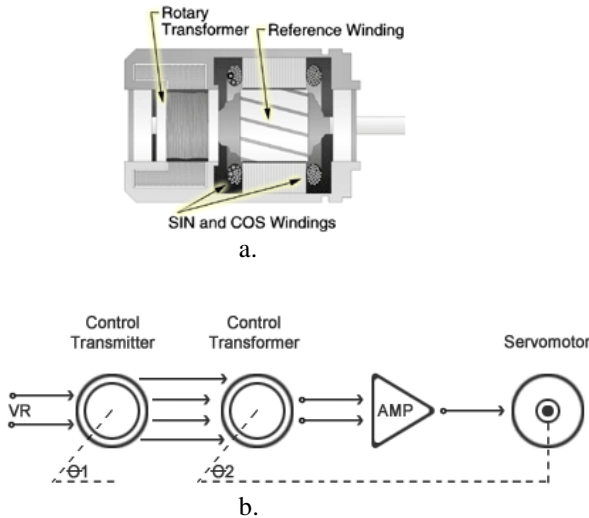 Rotary
Transformer
Reference Winding
SIN and COS Windings
a.
Control
Transmitter
Control
Transformer
Servomotor
VR
AMP
Θ1
Θ2
b.